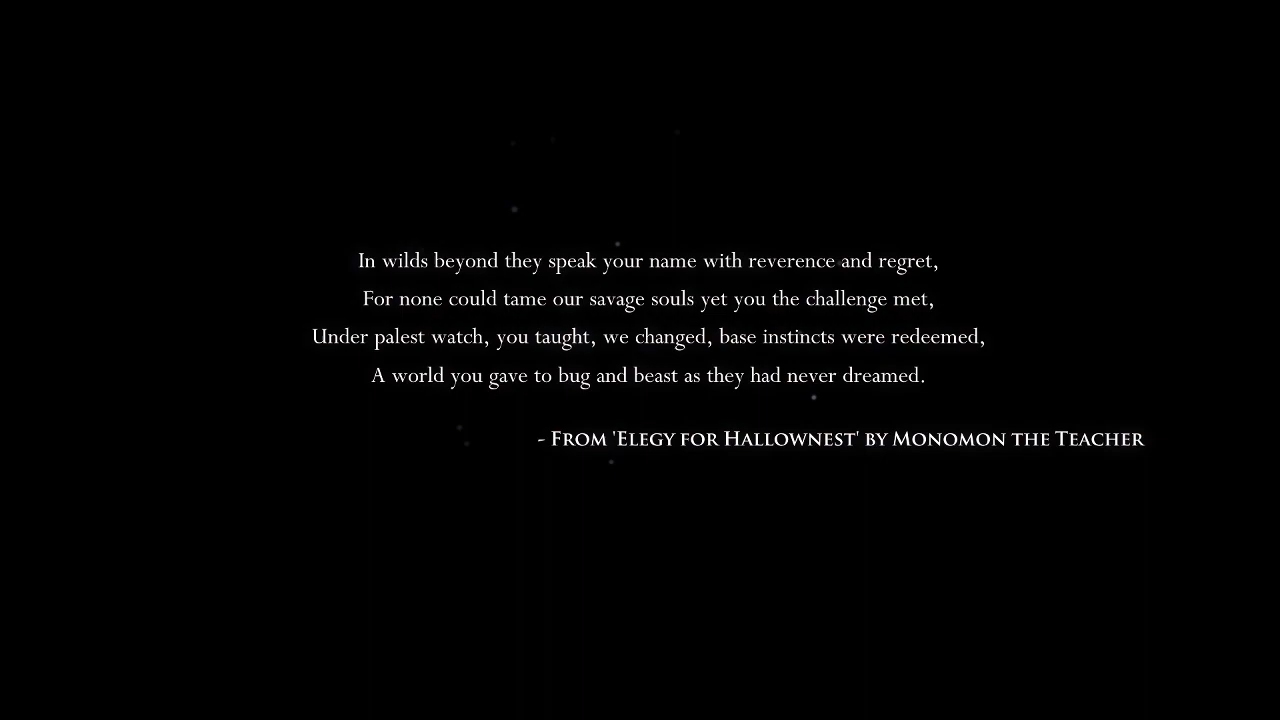 In wilds beyond they speak your name with reverence and regret,
For none could tame our savage souls yet you the challenge met,
Under palest watch, you taught, we changed, base instincts were redeemed,
A world you gave to bug and beast as they had never dreamed.
- From 'Elegy for Hallownest' by Monomon the Teacher